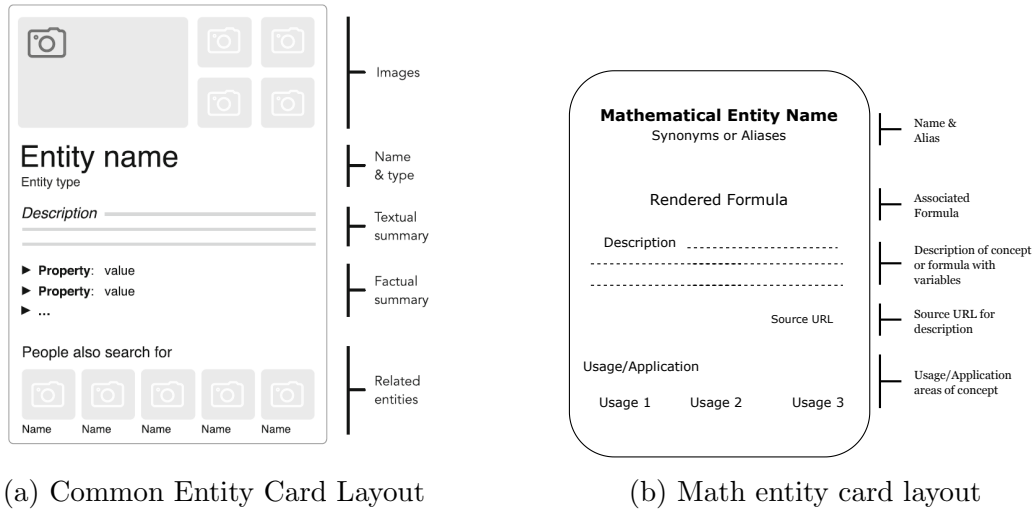 Images
Entity name
Entity type
Name
& type
Description
Textual
summary
► Property: value
► Property: value
► ...
Factual
summary
People also search for
Name Name Name Name Name
Related
entities
(a) Common Entity Card Layout
Mathematical Entity Name
Synonyms or Aliases
Name &
Alias
Rendered Formula
Associated
Formula
Description
Description of concept
or formula with
variables
Source URL
Source URL for
description
Usage/Application
Usage 1 Usage 2 Usage 3
Usage/Application
areas of concept
(b) Math entity card layout